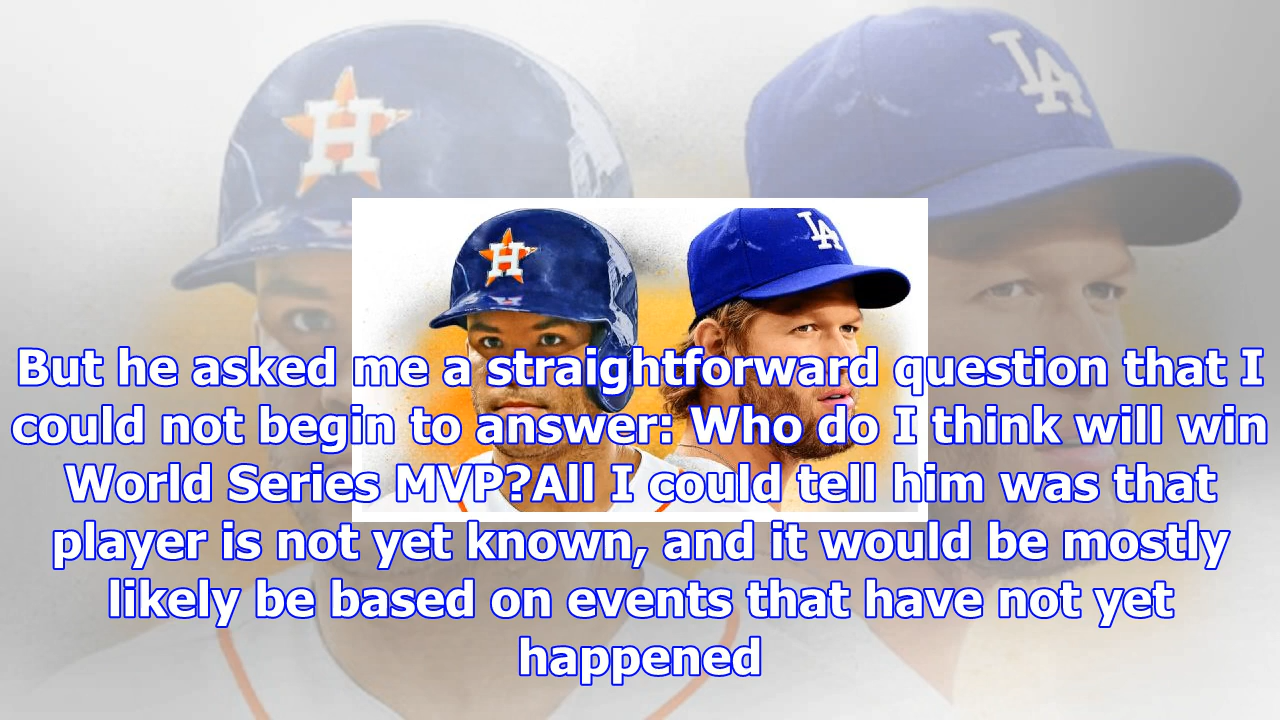 H
LA
H
LA
But he asked me a straightforward question that I
could not begin to answer: Who do I think will win
World Series MVP?All I could tell him was that
player is not yet known, and it would be mostly
likely be based on events that have not yet
happened